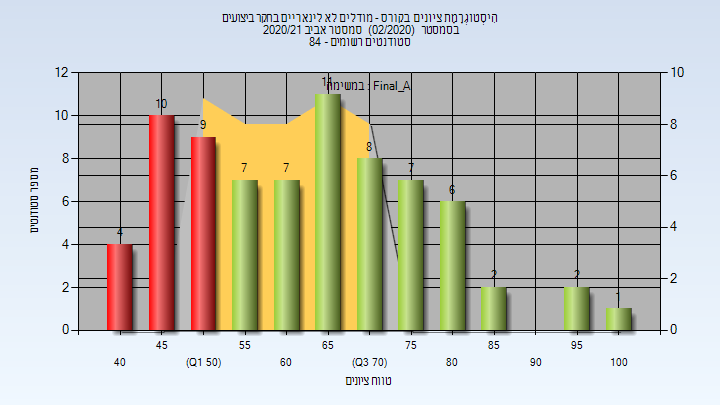 היסטוגרמת ציונים בקורס - מודלים לא לינאריים בחקר ביצועים
בסמסטר (02/2020) סמסטר אביב 2020/21
סטודנטים רשומים - 84
במשימה : Final_A
מספר סטודנטים
12 10 8 6 4 2 0
10 8 6 4 2 0
4 10 9 7 7 11 8 7 6 2 2 1
45 55 65 75 85 95
40 (Q1 50) 60 (Q3 70) 80 90 100
טווח ציונים